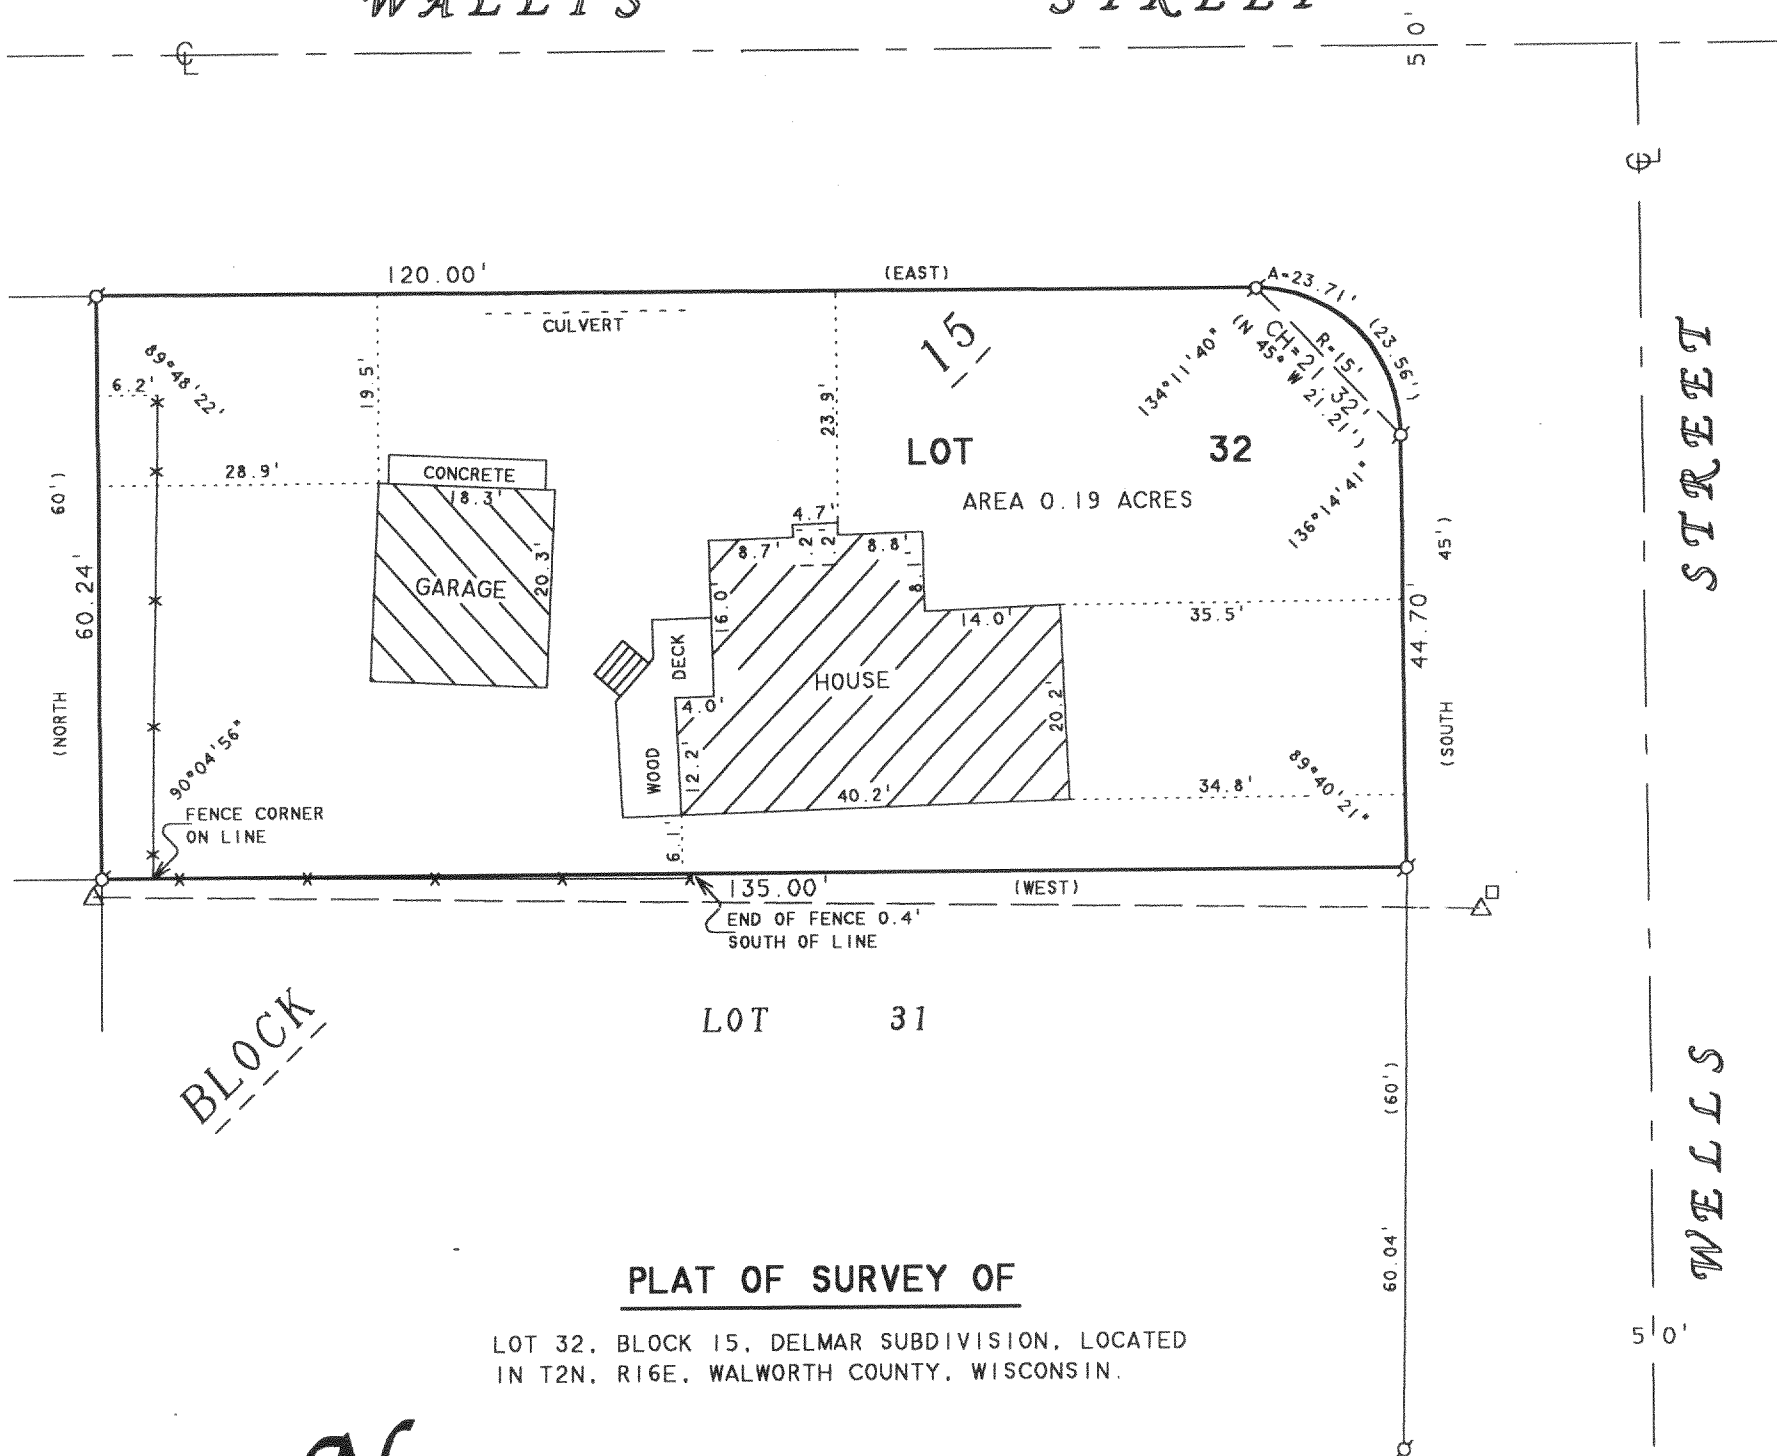 WALLIS STREET
50'
120.00' (EAST)
A=23.71'
(23.56')
R=15'
CH=21.32'
(N 45° W 21.21')
CULVERT
15
134°11'40"
89°48'22"
6.2'
19.5'
23.9'
LOT 32
28.9'
CONCRETE
18.3'
AREA 0.19 ACRES
136°14'41"
STREET
(NORTH 60')
60.24'
GARAGE
20.3'
4.7'
8.7'
2'
2'
8.8'
8.1'
16.0'
14.0'
35.5'
(SOUTH 45')
44.70'
DECK
HOUSE
4.0'
20.2'
WOOD
12.2'
40.2'
34.8'
89°40'21"
90°04'56"
FENCE CORNER
ON LINE
6.1'
135.00' (WEST)
END OF FENCE 0.4'
SOUTH OF LINE
BLOCK
LOT 31
(60')
60.04'
WELLS
50'
PLAT OF SURVEY OF
LOT 32, BLOCK 15, DELMAR SUBDIVISION, LOCATED
IN T2N, R16E, WALWORTH COUNTY, WISCONSIN.